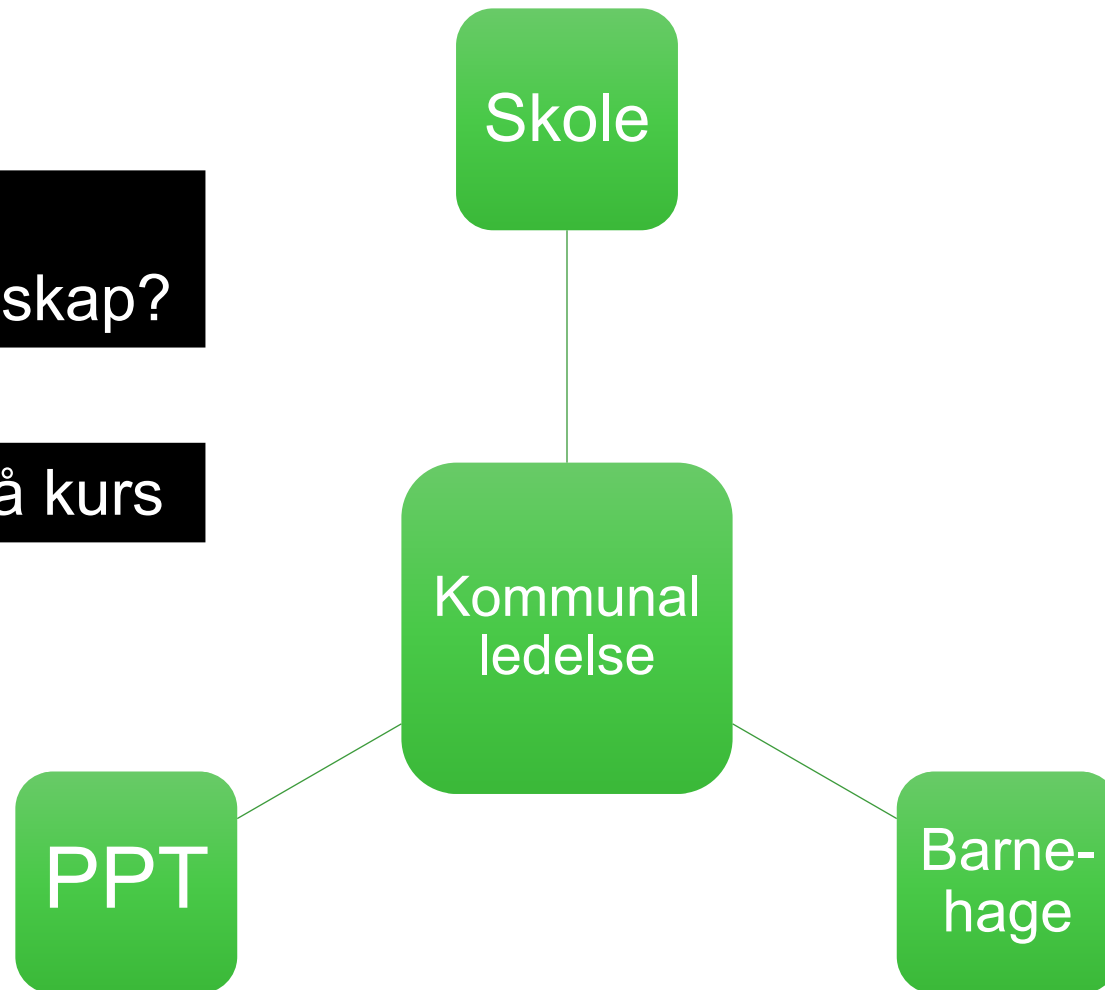 Skole
skap?
å kurs
Kommunal
ledelse
PPT
Barne-
hage